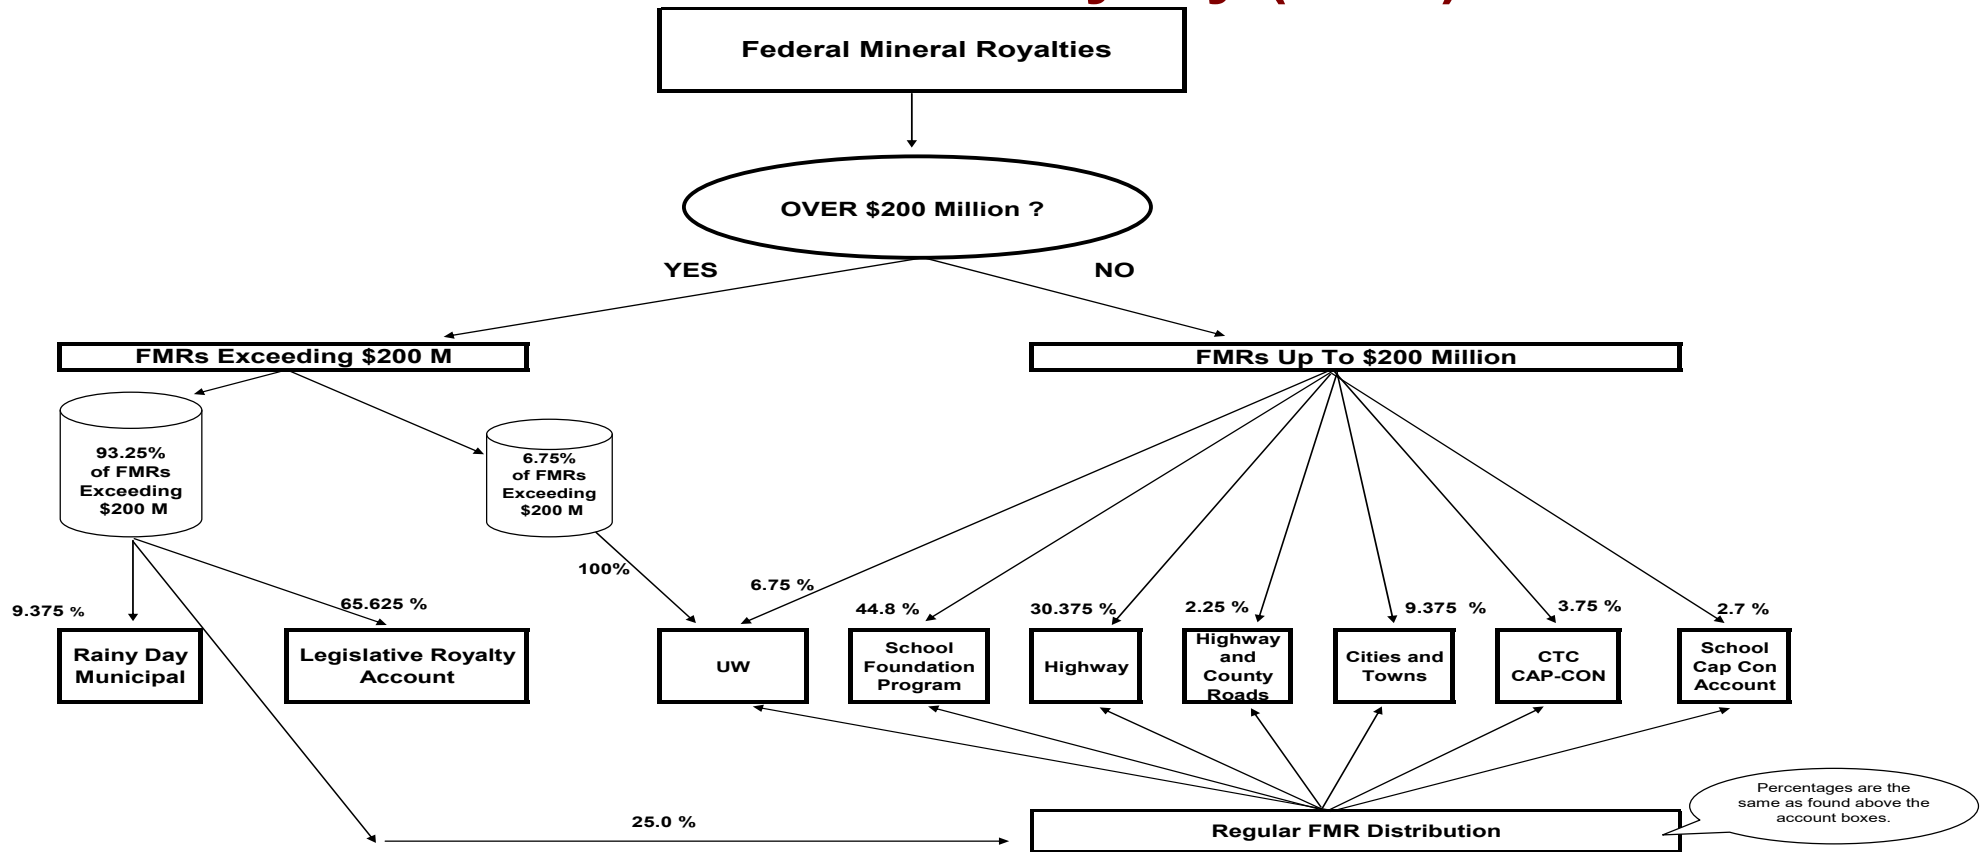 Federal Mineral Royalties
OVER $200 Million ?
YES
NO
FMRs Exceeding $200 M
FMRs Up To $200 Million
93.25%
of FMRs
Exceeding
$200 M
6.75%
of FMRs
Exceeding
$200 M
100%
6.75 %
9.375 %
65.625 %
44.8 %
30.375 %
2.25 %
9.375 %
3.75 %
2.7 %
Rainy Day
Municipal
Legislative Royalty
Account
UW
School
Foundation
Program
Highway
Highway
and
County
Roads
Cities and
Towns
CTC
CAP-CON
School
Cap Con
Account
25.0 %
Regular FMR Distribution
Percentages are the
same as found above the
account boxes.